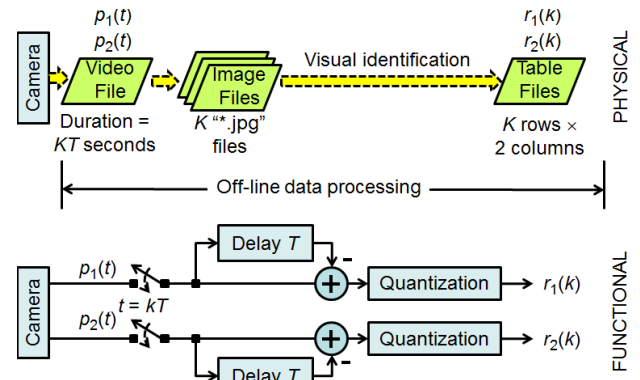 p₁(t)
p₂(t)
r₁(k)
r₂(k)
Camera
Video
File
Image
Files
Visual identification
Table
Files
PHYSICAL
Duration =
KT seconds
K “*.jpg”
files
K rows ×
2 columns
Off-line data processing
Camera
p₁(t)
t = kT
p₂(t)
Delay T
-
+
Quantization
r₁(k)
+
Quantization
r₂(k)
Delay T
-
FUNCTIONAL